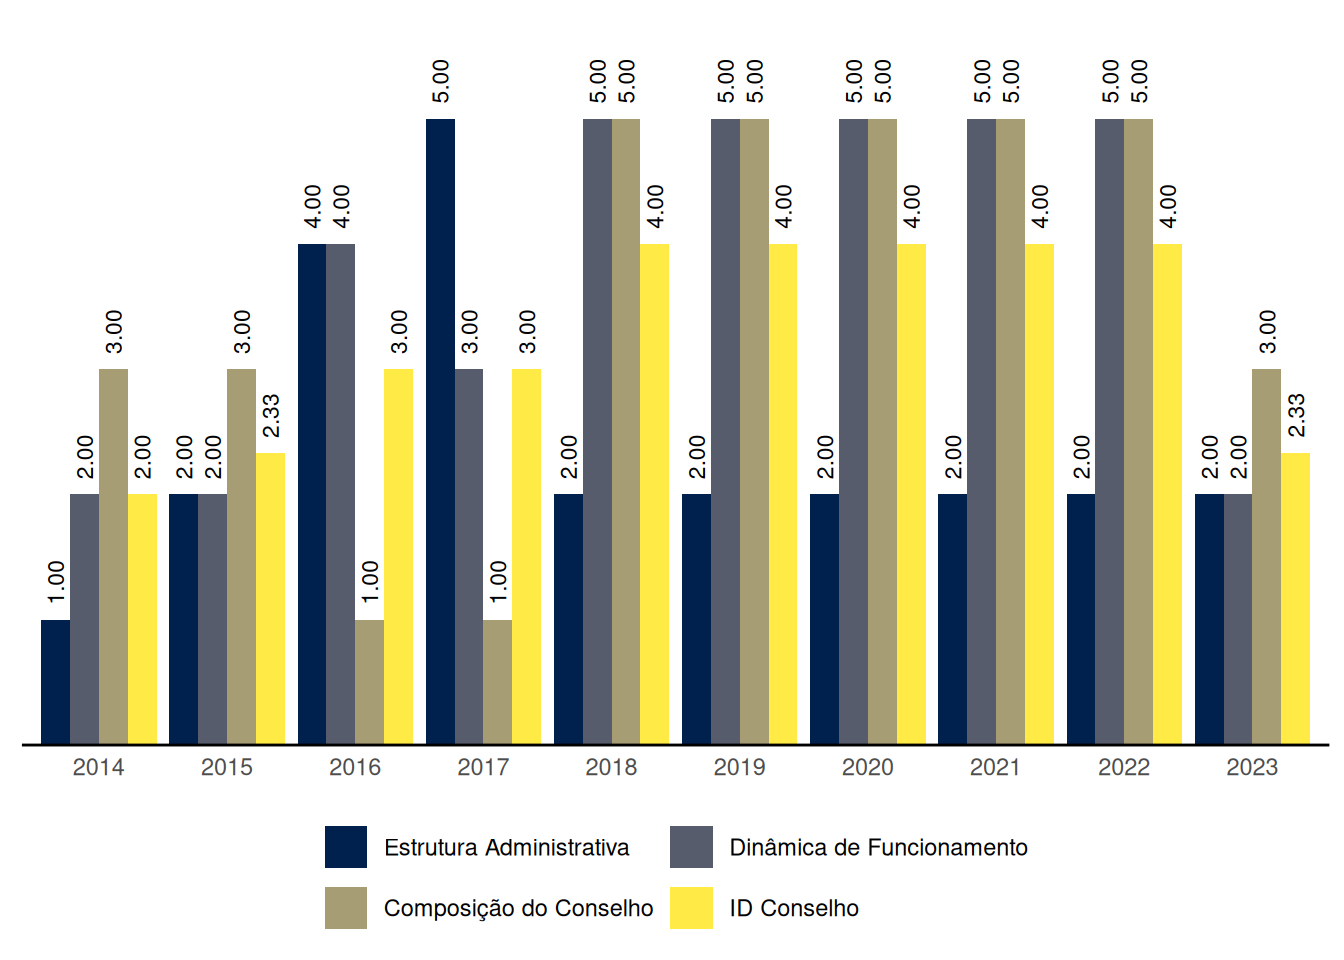 1.00 2.00 3.00 2.00 2.00 2.00 3.00 2.33 4.00 4.00 1.00 3.00 5.00 3.00 1.00 3.00 2.00 5.00 5.00 4.00 2.00 5.00 5.00 4.00 2.00 5.00 5.00 4.00 2.00 5.00 5.00 4.00 2.00 5.00 5.00 4.00 2.00 2.00 3.00 2.33
2014 2015 2016 2017 2018 2019 2020 2021 2022 2023
Estrutura Administrativa Dinâmica de Funcionamento
Composição do Conselho ID Conselho